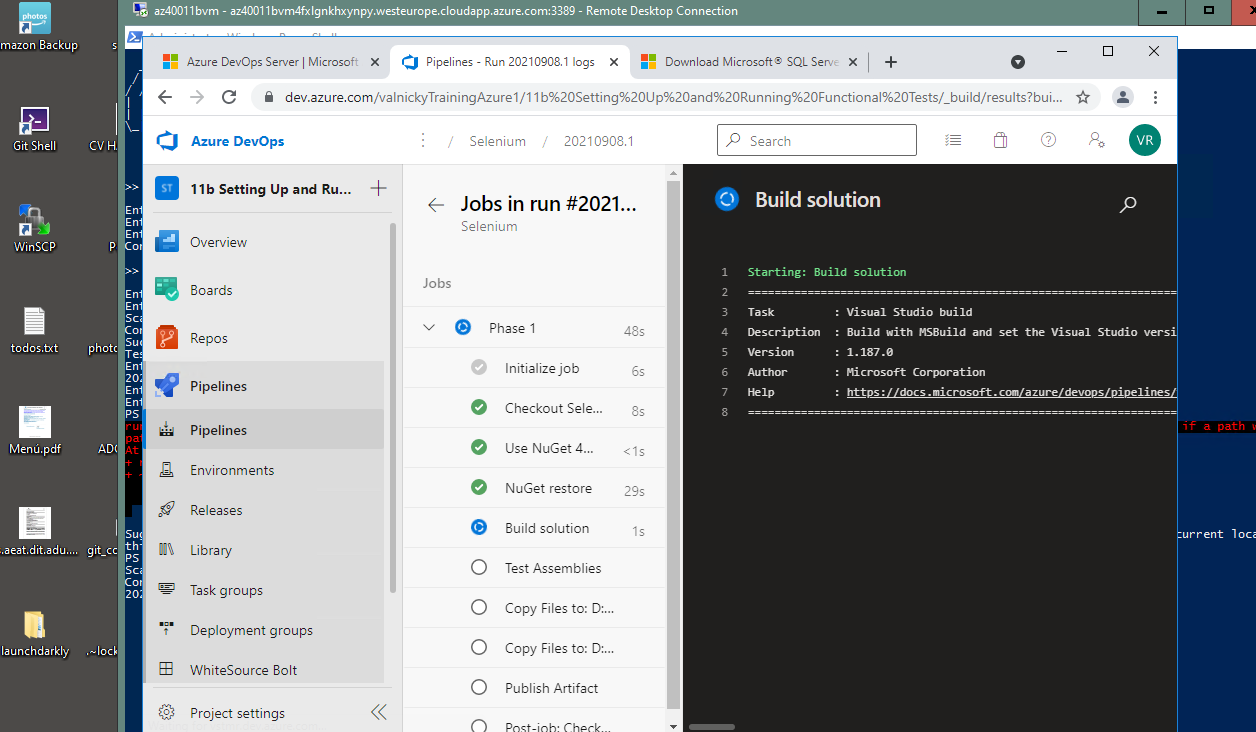 az40011bvm - az40011bvm4fxlgnkhxynpy.westeurope.cloudapp.azure.com:3389 - Remote Desktop Connection
mazon Backup
Git Shell
CV H
WinSCP
todos.txt
photo
Menú.pdf
ADO
s.aeat.dit.adu....
git_co
launchdarkly
.~lock
Azure DevOps Server | Microsoft
Pipelines - Run 20210908.1 logs
Download Microsoft® SQL Serve
dev.azure.com/valnickyTrainingAzure1/11b%20Setting%20Up%20and%20Running%20Functional%20Tests/_build/results?bui...
Azure DevOps
/ Selenium / 20210908.1
Search
VR
ST
11b Setting Up and Ru...
Overview
Boards
Repos
Pipelines
Pipelines
Environments
Releases
Library
Task groups
Deployment groups
WhiteSource Bolt
Project settings
Jobs in run #2021...
Selenium
Jobs
Phase 1 48s
Initialize job 6s
Checkout Sele... 8s
Use NuGet 4... <1s
NuGet restore 29s
Build solution 1s
Test Assemblies
Copy Files to: D:...
Copy Files to: D:...
Publish Artifact
Post-job: Check...
Build solution
1 Starting: Build solution
2 ==============================================================================
3 Task : Visual Studio build
4 Description : Build with MSBuild and set the Visual Studio versi
5 Version : 1.187.0
6 Author : Microsoft Corporation
7 Help : https://docs.microsoft.com/azure/devops/pipelines/
8 ==============================================================================
if a path w
current loca